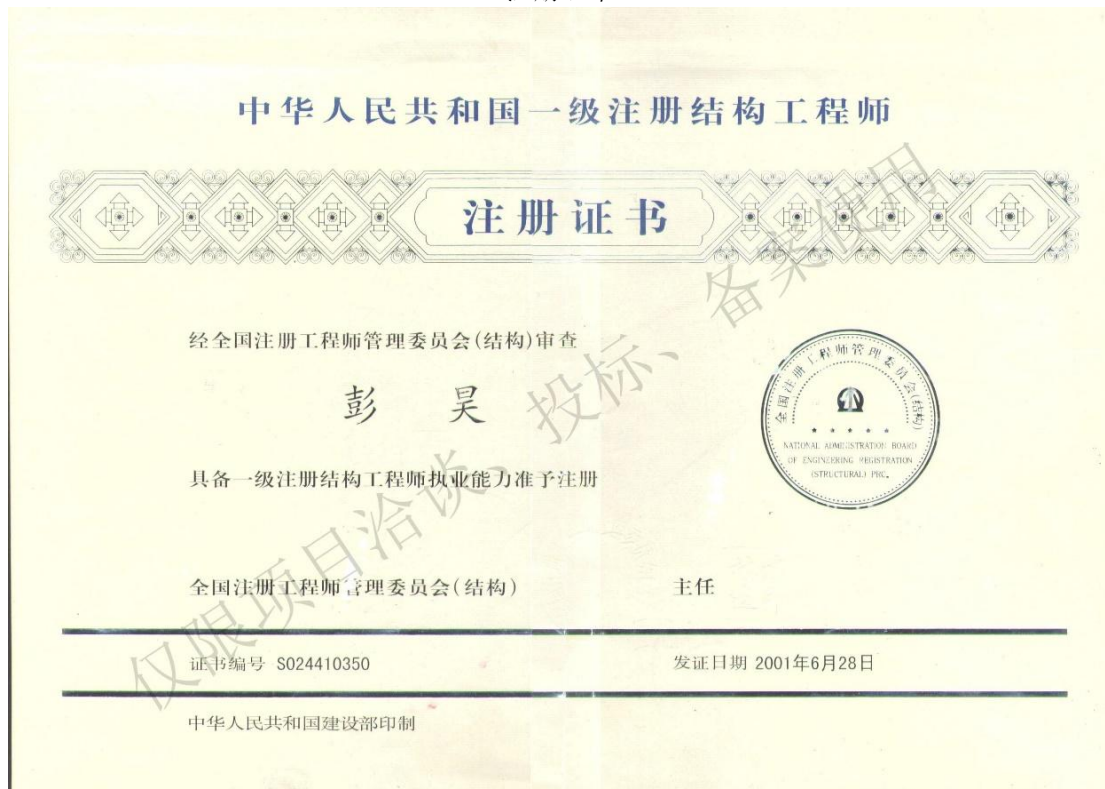 中华人民共和国一级注册结构工程师
注册证书
经全国注册工程师管理委员会(结构)审查
彭 昊
具备一级注册结构工程师执业能力准予注册
全国注册工程师管理委员会(结构)
NATIONAL ADMINISTRATION BOARD
OF ENGINEERING REGISTRATION
(STRUCTURAL) PRC.
全国注册工程师管理委员会(结构) 主任
证书编号 S024410350 发证日期 2001年6月28日
中华人民共和国建设部印制
仅限项目洽谈、投标、备案使用